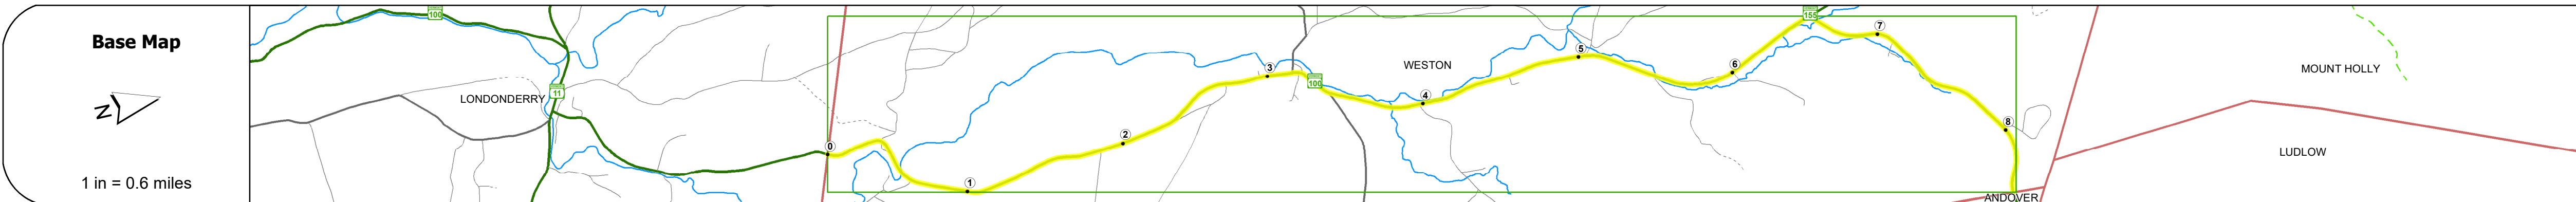 Base Map
N
1 in = 0.6 miles
100
11
LONDONDERRY
0
1
2
3
100
WESTON
4
5
6
155
7
8
ANDOVER
MOUNT HOLLY
LUDLOW